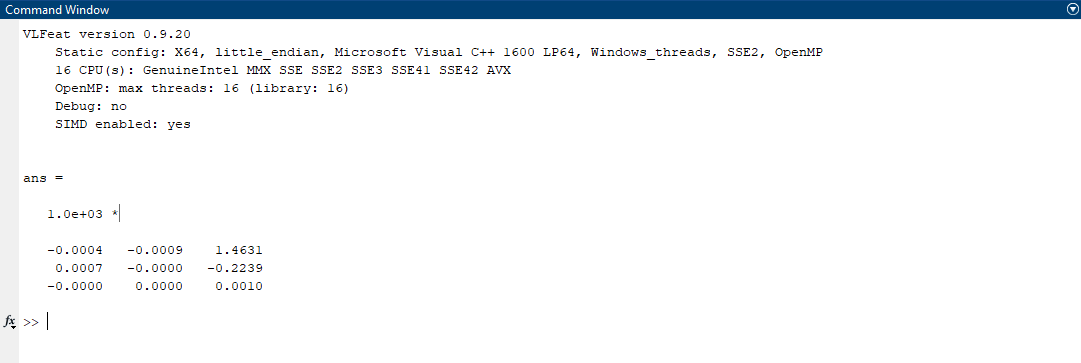 Command Window
VLFeat version 0.9.20
Static config: X64, little_endian, Microsoft Visual C++ 1600 LP64, Windows_threads, SSE2, OpenMP
16 CPU(s): GenuineIntel MMX SSE SSE2 SSE3 SSE41 SSE42 AVX
OpenMP: max threads: 16 (library: 16)
Debug: no
SIMD enabled: yes
ans =
1.0e+03 *
-0.0004 -0.0009 1.4631
0.0007 -0.0000 -0.2239
-0.0000 0.0000 0.0010
fx >>